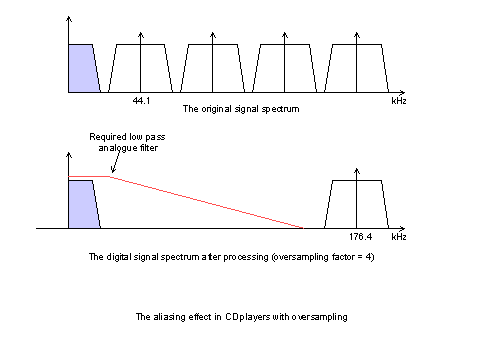 44.1
kHz
The original signal spectrum
Required low pass
analogue filter
176.4
kHz
The digital signal spectrum after processing (oversampling factor = 4)
The aliasing effect in CD players with oversampling